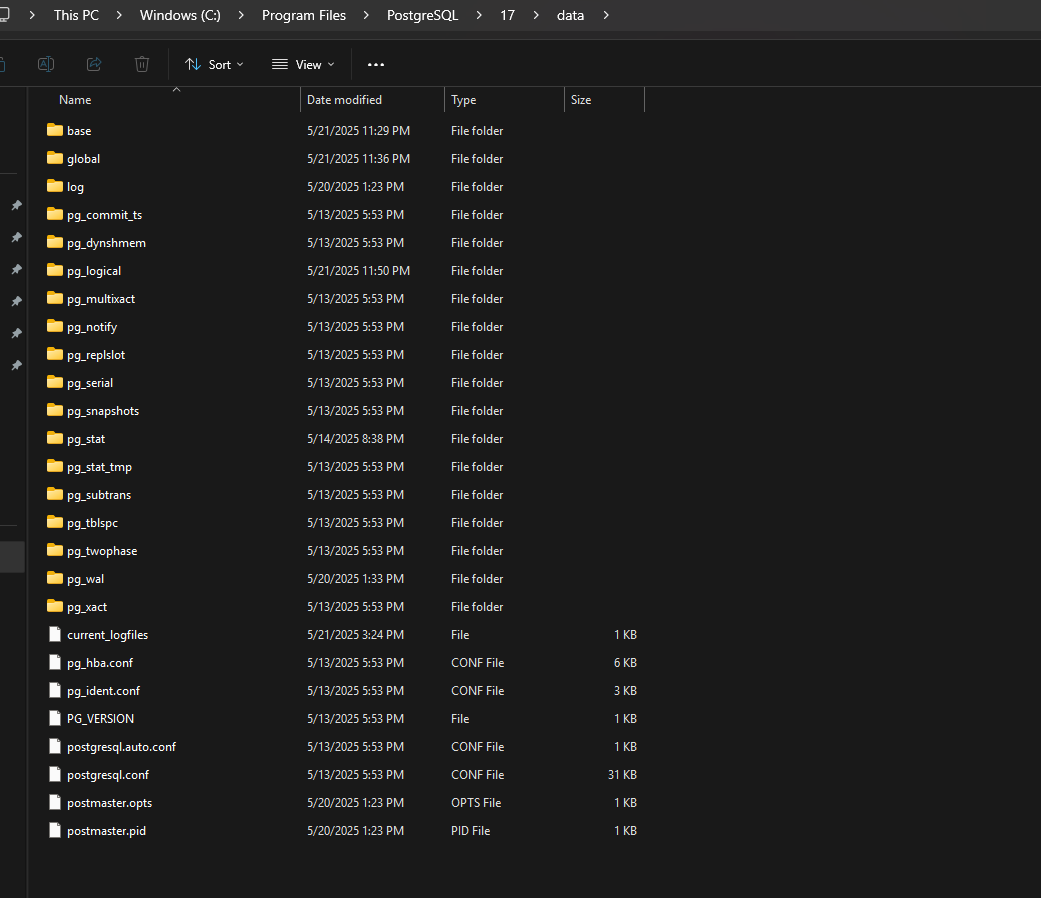 This PC > Windows (C:) > Program Files > PostgreSQL > 17 > data >
Sort View ...
Name Date modified Type Size
base 5/21/2025 11:29 PM File folder
global 5/21/2025 11:36 PM File folder
log 5/20/2025 1:23 PM File folder
pg_commit_ts 5/13/2025 5:53 PM File folder
pg_dynshmem 5/13/2025 5:53 PM File folder
pg_logical 5/21/2025 11:50 PM File folder
pg_multixact 5/13/2025 5:53 PM File folder
pg_notify 5/13/2025 5:53 PM File folder
pg_replslot 5/13/2025 5:53 PM File folder
pg_serial 5/13/2025 5:53 PM File folder
pg_snapshots 5/13/2025 5:53 PM File folder
pg_stat 5/14/2025 8:38 PM File folder
pg_stat_tmp 5/13/2025 5:53 PM File folder
pg_subtrans 5/13/2025 5:53 PM File folder
pg_tblspc 5/13/2025 5:53 PM File folder
pg_twophase 5/13/2025 5:53 PM File folder
pg_wal 5/20/2025 1:33 PM File folder
pg_xact 5/13/2025 5:53 PM File folder
current_logfiles 5/21/2025 3:24 PM File 1 KB
pg_hba.conf 5/13/2025 5:53 PM CONF File 6 KB
pg_ident.conf 5/13/2025 5:53 PM CONF File 3 KB
PG_VERSION 5/13/2025 5:53 PM File 1 KB
postgresql.auto.conf 5/13/2025 5:53 PM CONF File 1 KB
postgresql.conf 5/13/2025 5:53 PM CONF File 31 KB
postmaster.opts 5/20/2025 1:23 PM OPTS File 1 KB
postmaster.pid 5/20/2025 1:23 PM PID File 1 KB